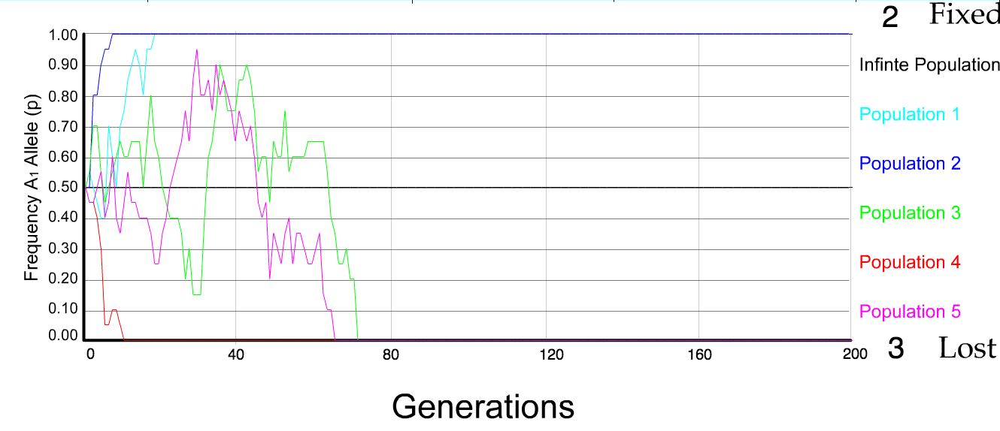 2 Fixed
1.00
0.90
0.80
0.70
0.60
0.50
0.40
0.30
0.20
0.10
0.00
Frequency A1 Allele (p)
Infinte Population
Population 1
Population 2
Population 3
Population 4
Population 5
0 40 80 120 160 200
3 Lost
Generations